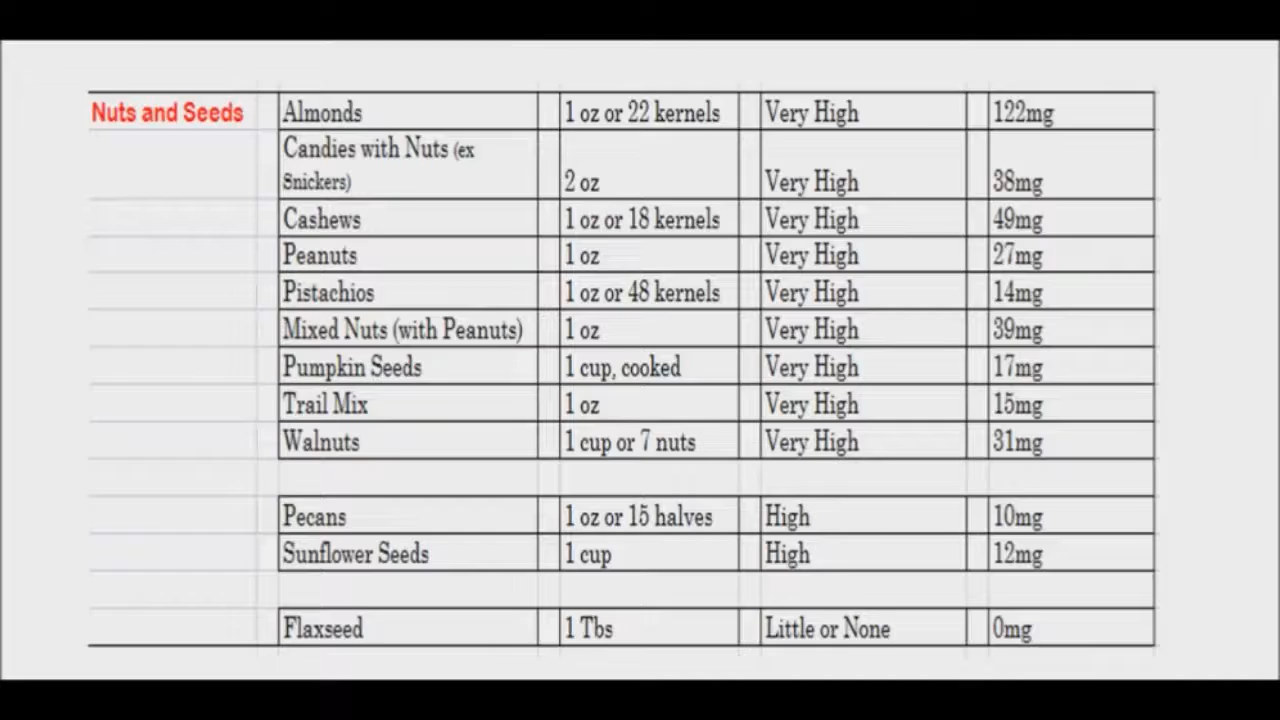 Nuts and Seeds Almonds 1 oz or 22 kernels Very High 122mg
Candies with Nuts (ex
Snickers) 2 oz Very High 38mg
Cashews 1 oz or 18 kernels Very High 49mg
Peanuts 1 oz Very High 27mg
Pistachios 1 oz or 48 kernels Very High 14mg
Mixed Nuts (with Peanuts) 1 oz Very High 39mg
Pumpkin Seeds 1 cup, cooked Very High 17mg
Trail Mix 1 oz Very High 15mg
Walnuts 1 cup or 7 nuts Very High 31mg
Pecans 1 oz or 15 halves High 10mg
Sunflower Seeds 1 cup High 12mg
Flaxseed 1 Tbs Little or None 0mg